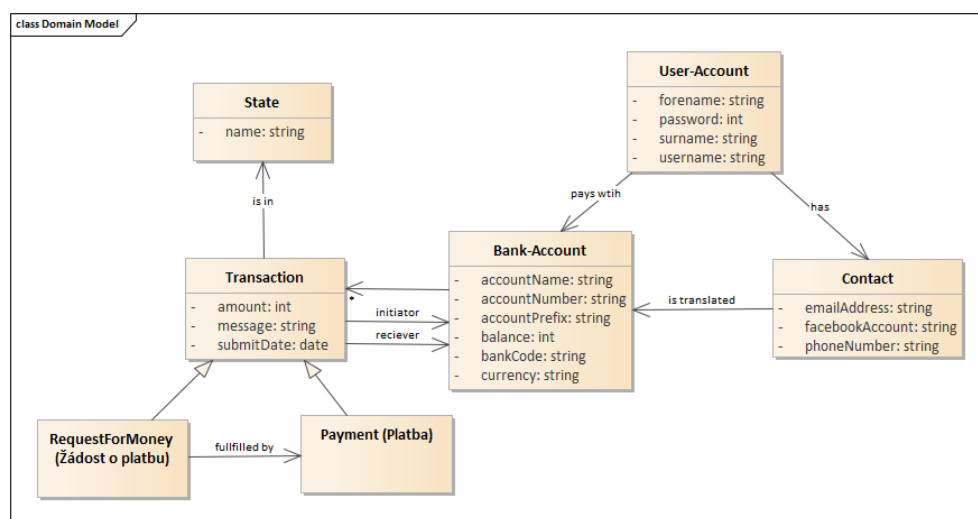 class Domain Model
User-Account
- forename: string
- password: int
- surname: string
- username: string
State
- name: string
pays wtih
has
is in
Bank-Account
- accountName: string
- accountNumber: string
- accountPrefix: string
- balance: int
- bankCode: string
- currency: string
Transaction
- amount: int
- message: string
- submitDate: date
*
initiator
reciever
is translated
Contact
- emailAddress: string
- facebookAccount: string
- phoneNumber: string
RequestForMoney
(Žádost o platbu)
fullfilled by
Payment (Platba)